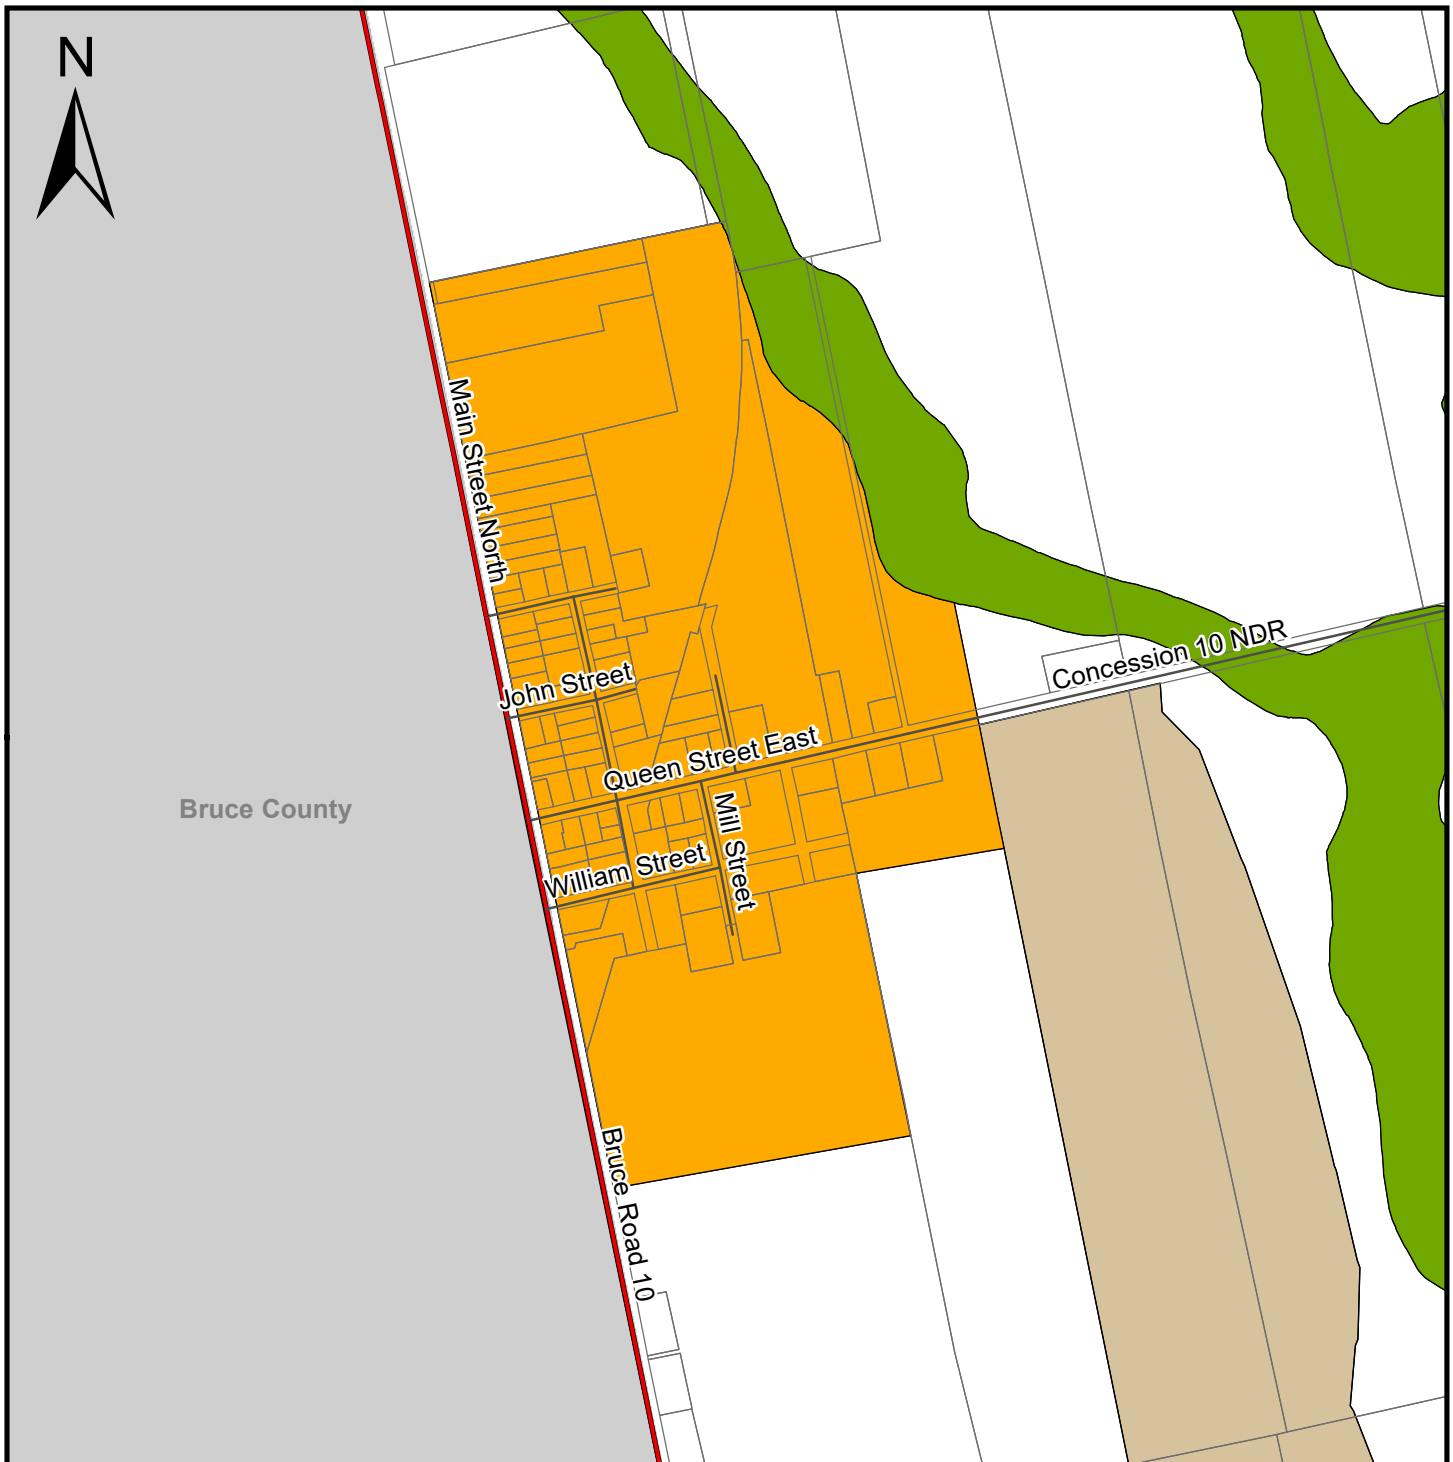 N
Main Street North
John Street
Concession 10 NDR
Queen Street East
Bruce County
Mill Street
William Street
Bruce Road 10